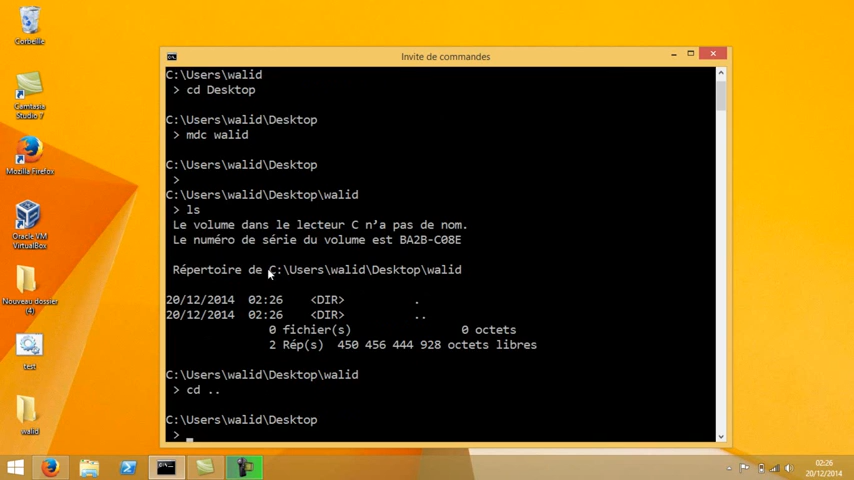 Corbeille
Camtasia
Studio 7
Mozilla Firefox
Oracle VM
VirtualBox
Nouveau dossier
(4)
test
walid
Invite de commandes
C:\Users\walid
> cd Desktop
C:\Users\walid\Desktop
> mdc walid
C:\Users\walid\Desktop
>
C:\Users\walid\Desktop\walid
> ls
Le volume dans le lecteur C n'a pas de nom.
Le numéro de série du volume est BA2B-C08E
Répertoire de C:\Users\walid\Desktop\walid
20/12/2014 02:26 <DIR> .
20/12/2014 02:26 <DIR> ..
0 fichier(s) 0 octets
2 Rép(s) 450 456 444 928 octets libres
C:\Users\walid\Desktop\walid
> cd ..
C:\Users\walid\Desktop
> _
02:26
20/12/2014